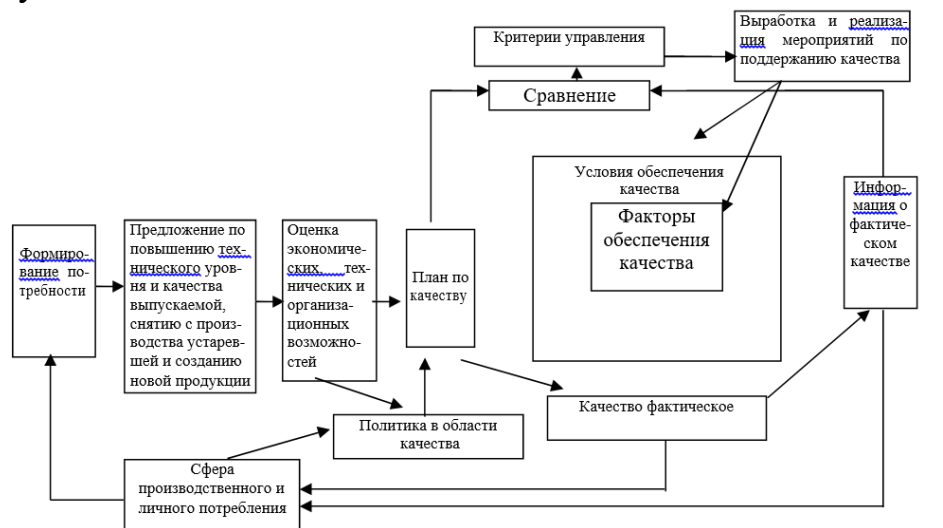 Критерии управления
Выработка и реализа-
ция мероприятий по
поддержанию качества
Сравнение
Условия обеспечения
качества
Факторы
обеспечения
качества
Инфор-
мация о
фактиче-
ском
качестве
Формиро-
вание по-
требности
Предложение по
повышению тех-
нического уров-
ня и качества
выпускаемой,
снятию с произ-
водства устарев-
шей и созданию
новой продукции
Оценка
экономиче-
ских, тех-
нических и
организа-
ционных
возможно-
стей
План по
качеству
Качество фактическое
Политика в области
качества
Сфера
производственного и
личного потребления